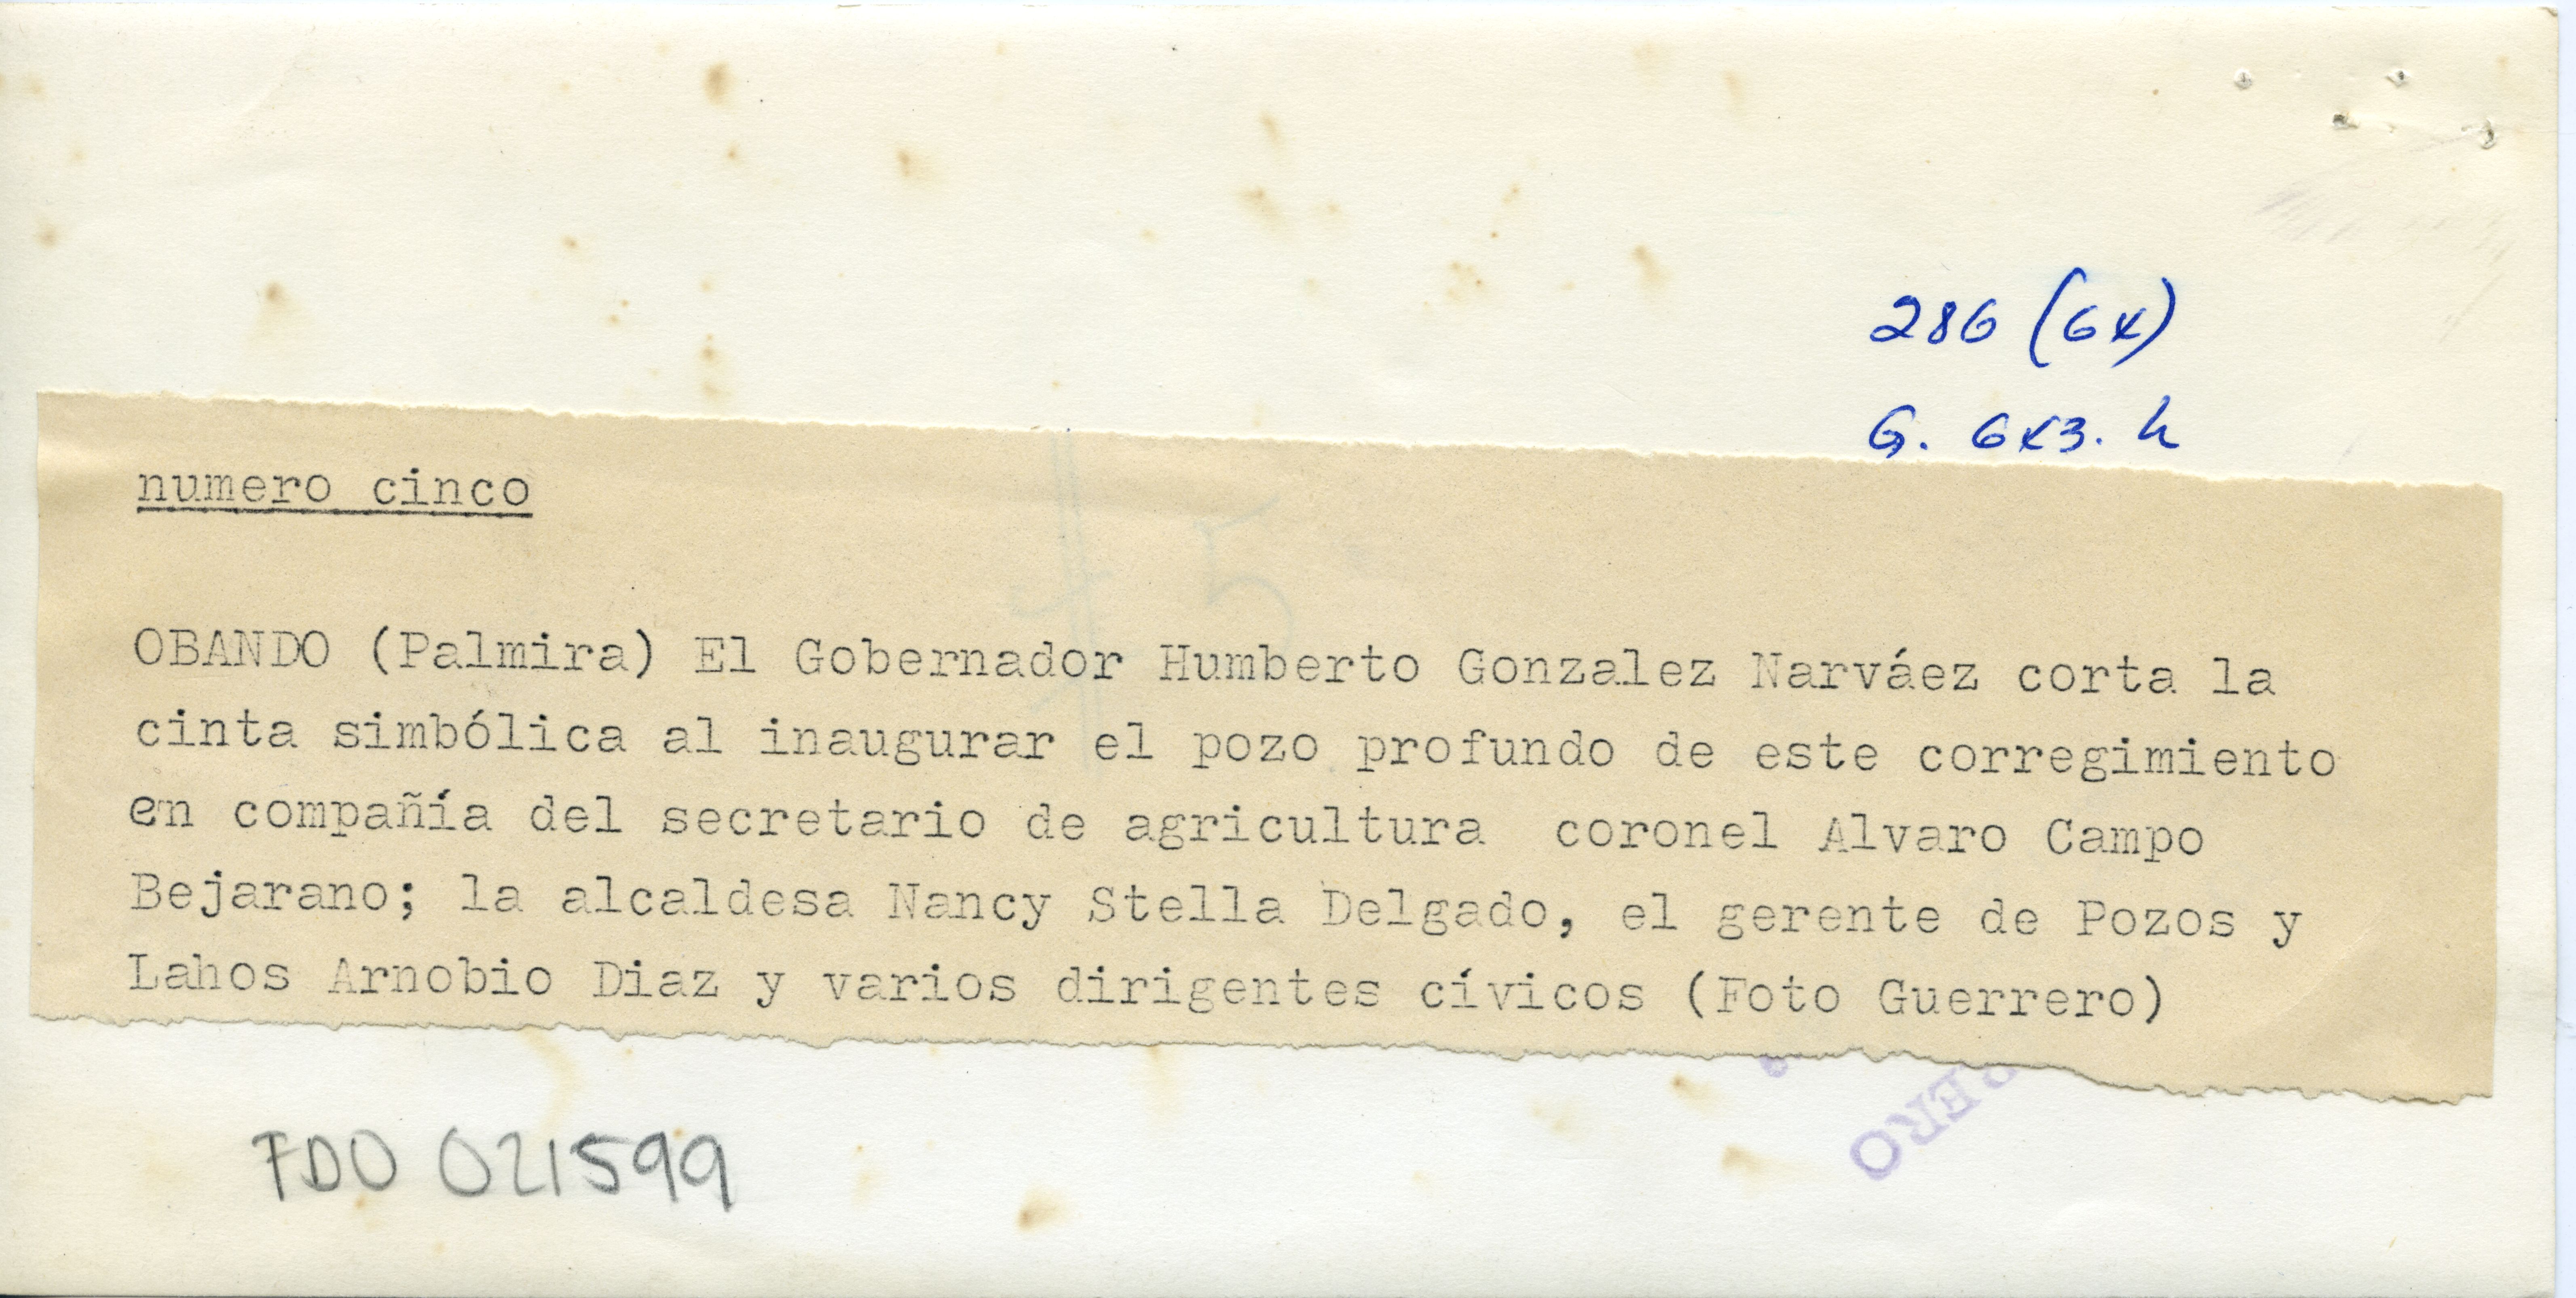 286 (6x)
G. 6x3. h
numero cinco
# 5
OBANDO (Palmira) El Gobernador Humberto Gonzalez Narváez corta la
cinta simbólica al inaugurar el pozo profundo de este corregimiento
en compañía del secretario de agricultura coronel Alvaro Campo
Bejarano; la alcaldesa Nancy Stella Delgado, el gerente de Pozos y
Lahos Arnobio Diaz y varios dirigentes cívicos (Foto Guerrero)
FDO 021599
RERO